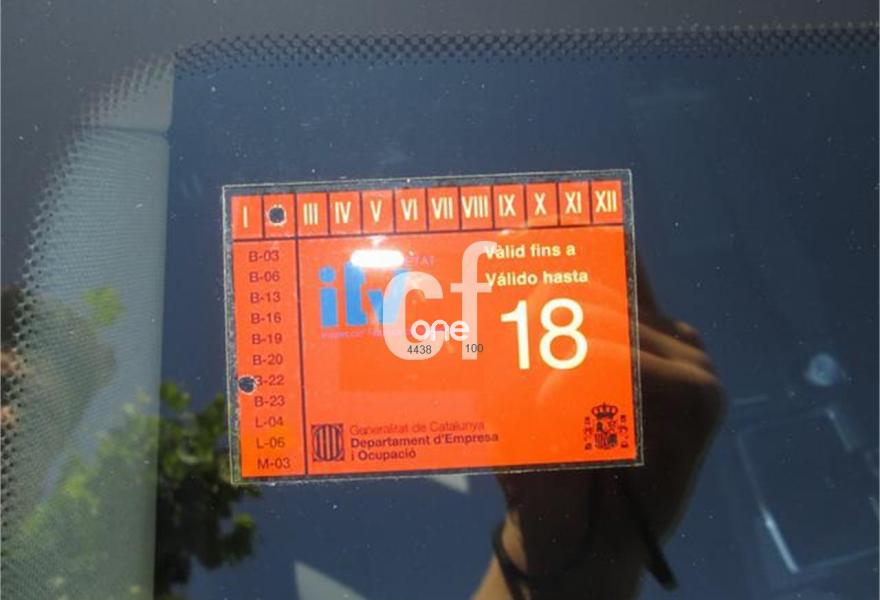 I III IV V VI VII VIII IX X XI XII
B-03
B-06
B-13
B-16
B-19
B-20
B-22
B-23
L-04
L-06
M-03
itv
Vàlid fins a
Válido hasta
18
cf
one
4438 100
Generalitat de Catalunya
Departament d'Empresa
i Ocupació